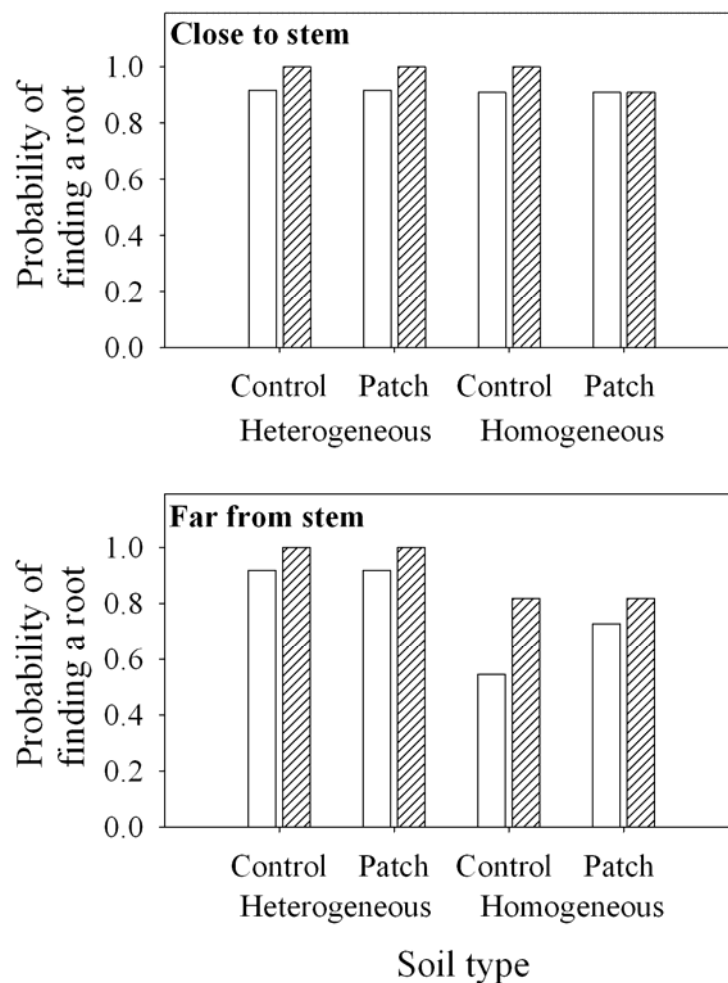 Close to stem
Probability of
finding a root
1.0
0.8
0.6
0.4
0.2
0.0
Control Patch Control Patch
Heterogeneous Homogeneous
Far from stem
Probability of
finding a root
1.0
0.8
0.6
0.4
0.2
0.0
Control Patch Control Patch
Heterogeneous Homogeneous
Soil type